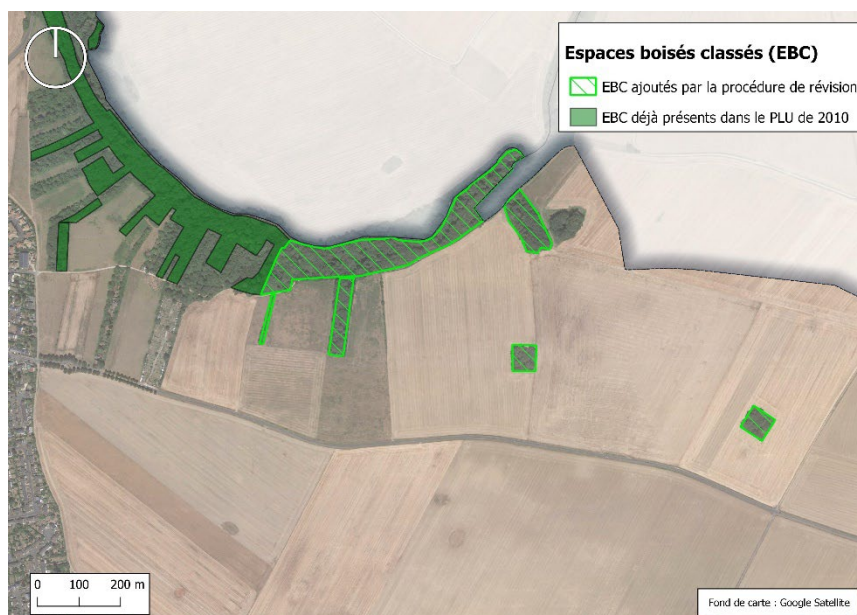 Espaces boisés classés (EBC)
EBC ajoutés par la procédure de révision
EBC déjà présents dans le PLU de 2010
0 100 200 m
Fond de carte : Google Satellite